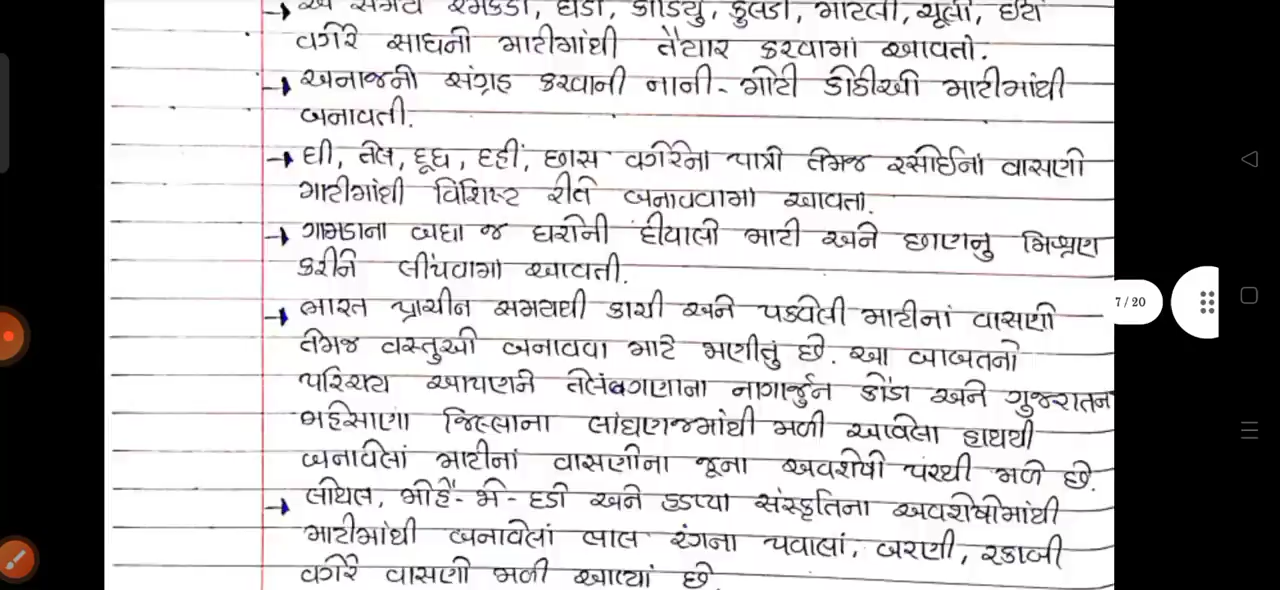 → એ સમયે રમકડાં, ઘડો, કોડિયું, કુલડી, માટલી, ચૂલો, ઈંટો
વગેરે સાધનો માટીમાંથી તૈયાર કરવામાં આવતાં.
→ અનાજનો સંગ્રહ કરવાની નાની - મોટી કોઠીઓ માટીમાંથી
બનાવતી.
→ ઘી, તેલ, દૂધ, દહીં, છાસ વગેરેના પાત્રો તેમજ રસોઈનાં વાસણો
માટીમાંથી વિશિષ્ટ રીતે બનાવવામાં આવતાં.
→ ગામડાના બધા જ ઘરોની દીવાલો માટી અને છાણનું મિશ્રણ
કરીને લીંપવામાં આવતી.
→ ભારત પ્રાચીન સમયથી કાચી અને પકવેલી માટીનાં વાસણો
તેમજ વસ્તુઓ બનાવવા માટે જાણીતું છે. આ બાબતનો
પરિચય આપણને તેલંગણાના નાગાર્જુન કોંડા અને ગુજરાતના
મહેસાણા જિલ્લાના લાંઘણજમાંથી મળી આવેલા હાથથી
બનાવેલાં માટીનાં વાસણોના જૂના અવશેષો પરથી મળે છે.
→ લોથલ, મોહેં - જો - દડો અને હડપ્પા સંસ્કૃતિના અવશેષોમાંથી
માટીમાંથી બનાવેલાં લાલ રંગના પ્યાલાં, બરણી, રકાબી
વગેરે વાસણો મળી આવ્યાં છે.
7 / 20